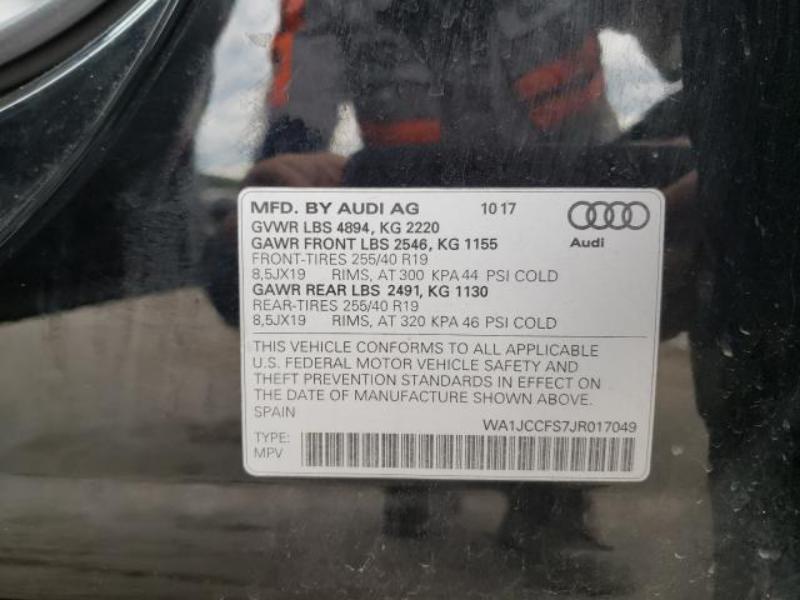 MFD. BY AUDI AG 10 17
GVWR LBS 4894, KG 2220
GAWR FRONT LBS 2546, KG 1155
FRONT-TIRES 255/40 R19
8,5JX19 RIMS, AT 300 KPA 44 PSI COLD
GAWR REAR LBS 2491, KG 1130
REAR-TIRES 255/40 R19
8,5JX19 RIMS, AT 320 KPA 46 PSI COLD
Audi
THIS VEHICLE CONFORMS TO ALL APPLICABLE
U.S. FEDERAL MOTOR VEHICLE SAFETY AND
THEFT PREVENTION STANDARDS IN EFFECT ON
THE DATE OF MANUFACTURE SHOWN ABOVE.
SPAIN
WA1JCCFS7JR017049
TYPE:
MPV